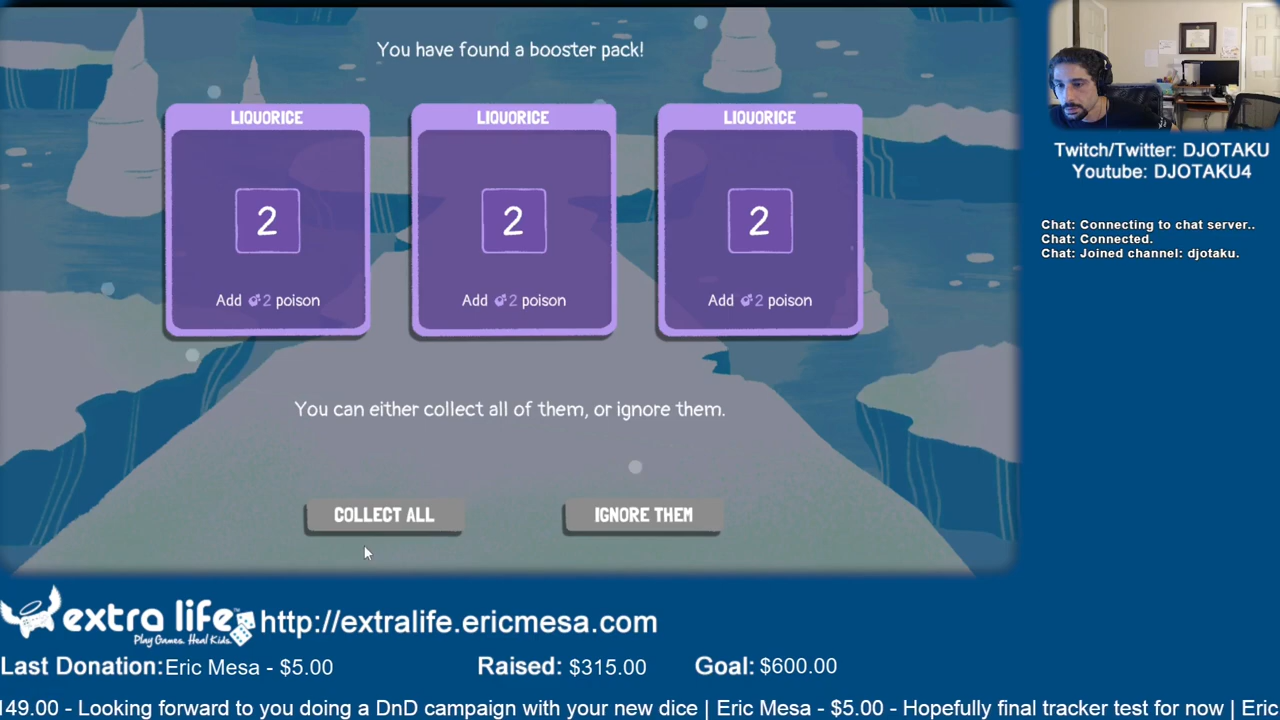 You have found a booster pack!
LIQUORICE
2
Add 2 poison
LIQUORICE
2
Add 2 poison
LIQUORICE
2
Add 2 poison
You can either collect all of them, or ignore them.
COLLECT ALL
IGNORE THEM
Twitch/Twitter: DJOTAKU
Youtube: DJOTAKU4
Chat: Connecting to chat server..
Chat: Connected.
Chat: Joined channel: djotaku.
extra life
Play Games. Heal Kids.
http://extralife.ericmesa.com
Last Donation: Eric Mesa - $5.00 Raised: $315.00 Goal: $600.00
149.00 - Looking forward to you doing a DnD campaign with your new dice | Eric Mesa - $5.00 - Hopefully final tracker test for now | Eric